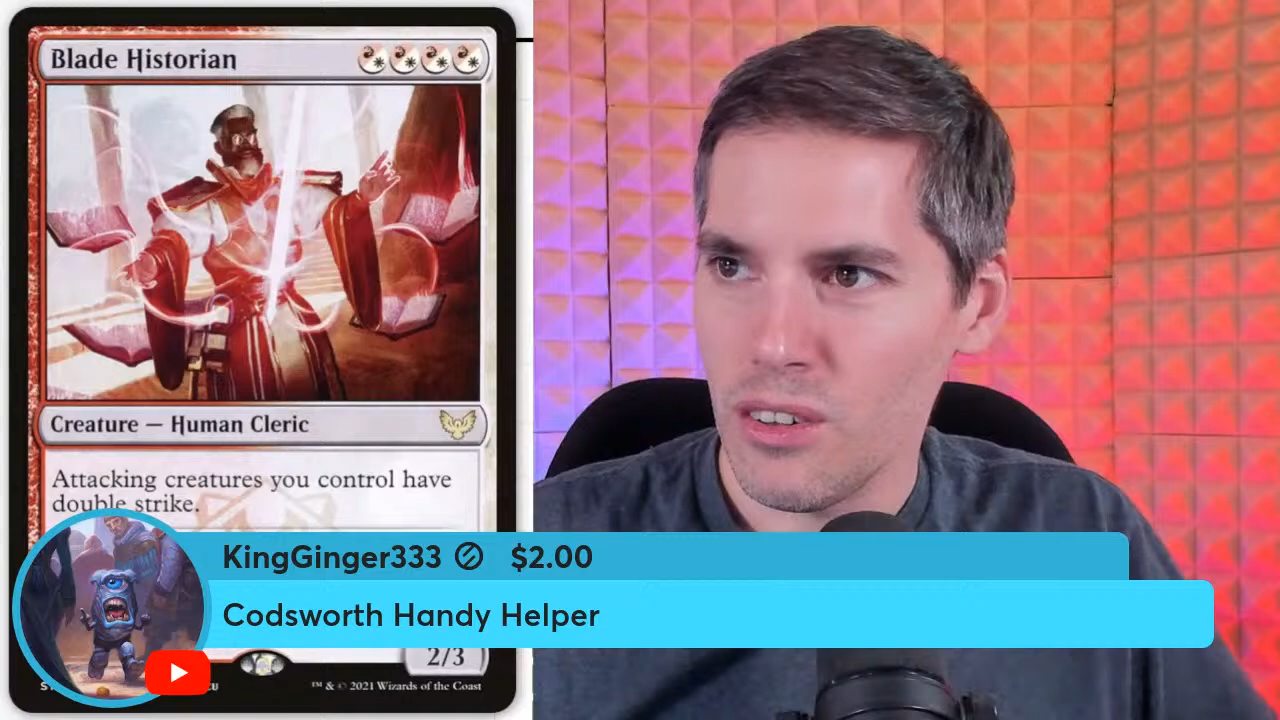 Blade Historian
Creature — Human Cleric
Attacking creatures you control have
double strike.
KingGinger333 $2.00
Codsworth Handy Helper
2/3
™ & © 2021 Wizards of the Coast